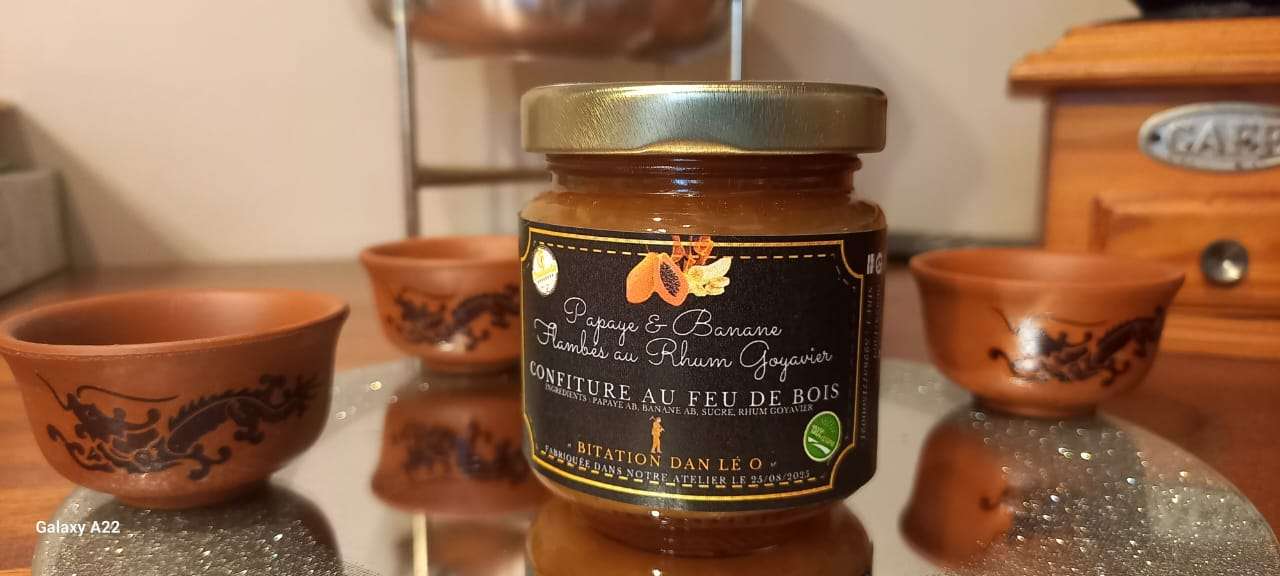 Papaye & Banane
Flambés au Rhum Goyavier
CONFITURE AU FEU DE BOIS
INGRÉDIENTS : PAPAYE AB, BANANE AB, SUCRE, RHUM GOYAVIER
" BITATION DAN LÉ O "
FABRIQUÉE DANS NOTRE ATELIER LE 25/08/2025
Galaxy A22